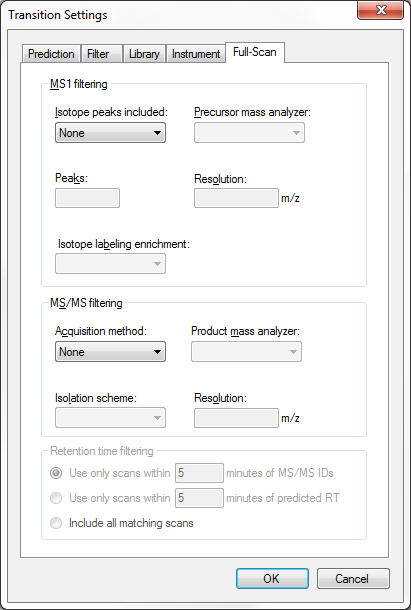 Transition Settings
Prediction Filter Library Instrument Full-Scan
MS1 filtering
Isotope peaks included: Precursor mass analyzer:
None
Peaks: Resolution:
m/z
Isotope labeling enrichment:
MS/MS filtering
Acquisition method: Product mass analyzer:
None
Isolation scheme: Resolution:
m/z
Retention time filtering
Use only scans within 5 minutes of MS/MS IDs
Use only scans within 5 minutes of predicted RT
Include all matching scans
OK Cancel